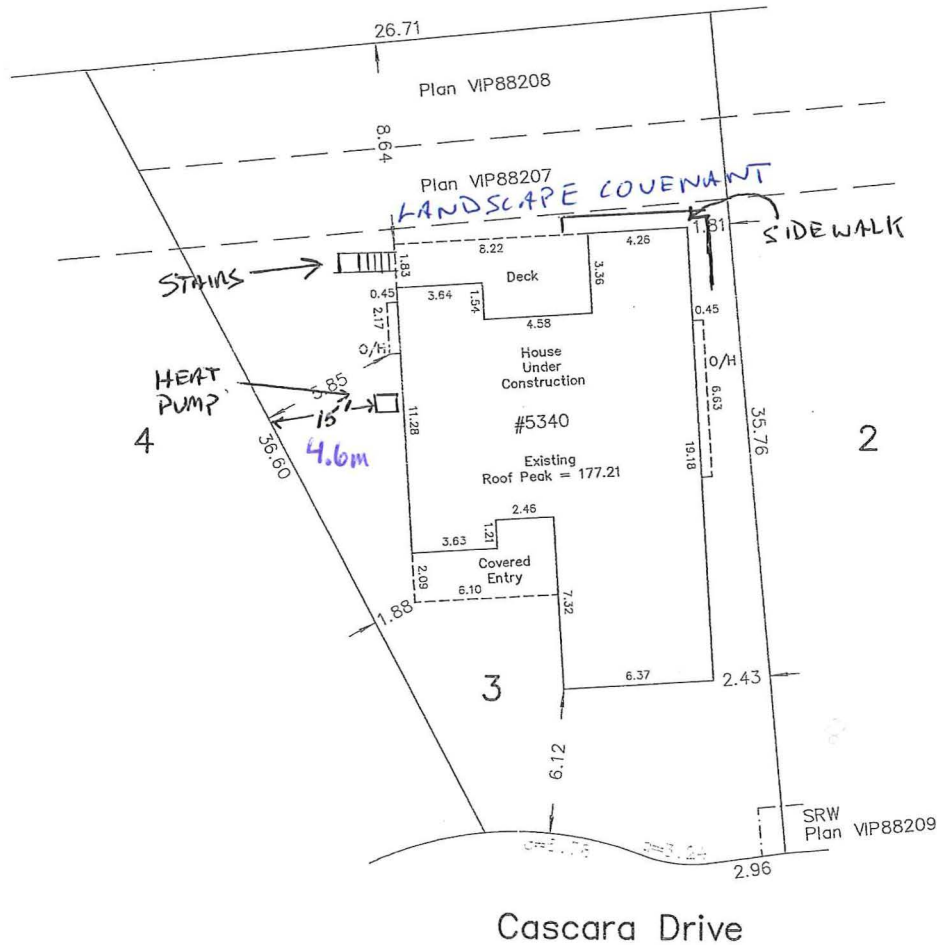 26.71
Plan VIP88208
8.64
Plan VIP88207
LANDSCAPE COVENANT
1.81
SIDEWALK
8.22
4.26
STAIRS
1.83
Deck
3.36
0.45
3.64
1.54
4.58
0.45
2.17
O/H
O/H
House
Under
Construction
6.63
HEAT
PUMP
5.85
15'
4.6m
11.28
#5340
35.76
4
2
36.60
19.18
Existing
Roof Peak = 177.21
2.46
3.63
1.21
Covered
Entry
2.09
6.10
7.32
1.88
3
6.37
2.43
6.12
SRW
Plan VIP88209
2.96
Cascara Drive